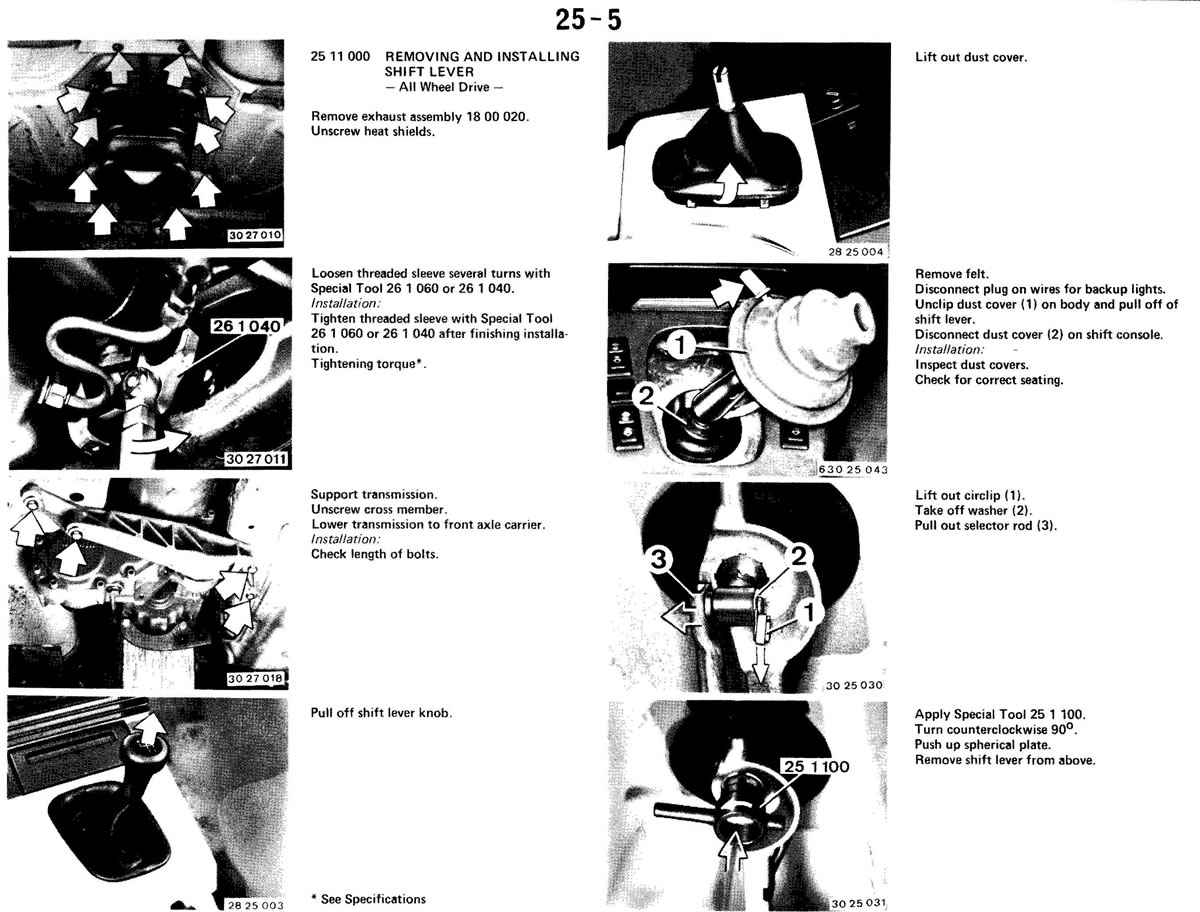 25-5
25 11 000 REMOVING AND INSTALLING
SHIFT LEVER
— All Wheel Drive —
Remove exhaust assembly 18 00 020.
Unscrew heat shields.
30 27 010
Loosen threaded sleeve several turns with
Special Tool 26 1 060 or 26 1 040.
Installation:
Tighten threaded sleeve with Special Tool
26 1 060 or 26 1 040 after finishing installa-
tion.
Tightening torque*.
26 1 040
30 27 011
Support transmission.
Unscrew cross member.
Lower transmission to front axle carrier.
Installation:
Check length of bolts.
30 27 018
Pull off shift lever knob.
28 25 003
* See Specifications
Lift out dust cover.
28 25 004
Remove felt.
Disconnect plug on wires for backup lights.
Unclip dust cover (1) on body and pull off of
shift lever.
Disconnect dust cover (2) on shift console.
Installation:
Inspect dust covers.
Check for correct seating.
1
2
630 25 043
Lift out circlip (1).
Take off washer (2).
Pull out selector rod (3).
3
2
1
30 25 030
Apply Special Tool 25 1 100.
Turn counterclockwise 90°.
Push up spherical plate.
Remove shift lever from above.
25 1100
30 25 031